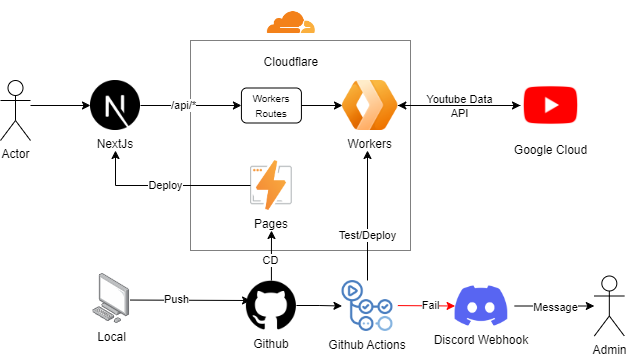 Cloudflare
Actor
NextJs
/api/*
Workers
Routes
Workers
Youtube Data
API
Google Cloud
Deploy
Pages
Test/Deploy
CD
Local
Push
Github
Github Actions
Fail
Discord Webhook
Message
Admin